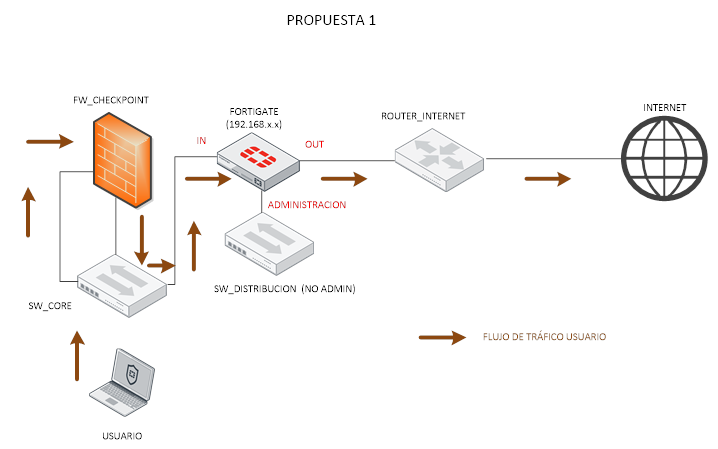 PROPUESTA 1
FW_CHECKPOINT
FORTIGATE
(192.168.x.x)
ROUTER_INTERNET
INTERNET
IN
OUT
ADMINISTRACION
SW_DISTRIBUCION (NO ADMIN)
SW_CORE
FLUJO DE TRÁFICO USUARIO
USUARIO